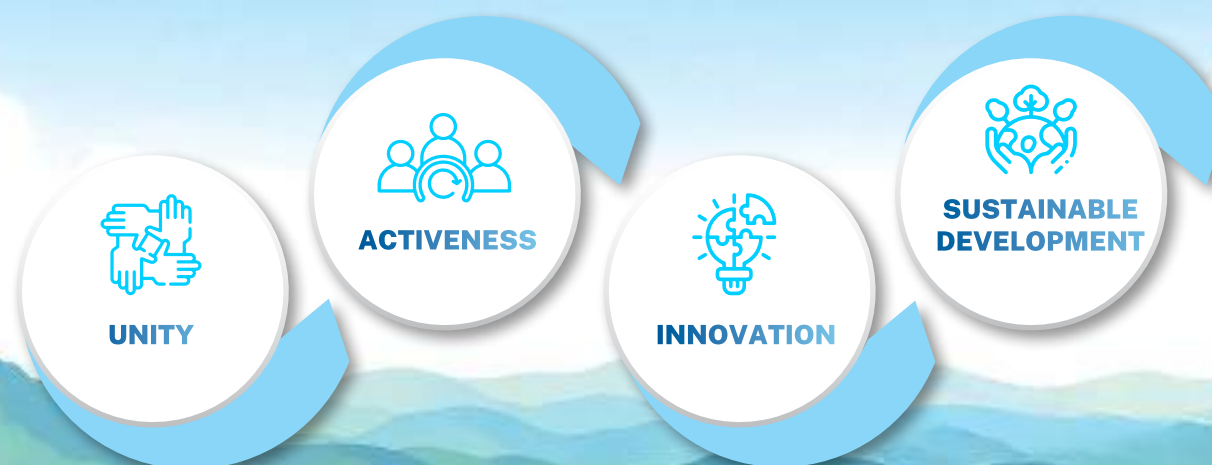 UNITY
ACTIVENESS
INNOVATION
SUSTAINABLE
DEVELOPMENT